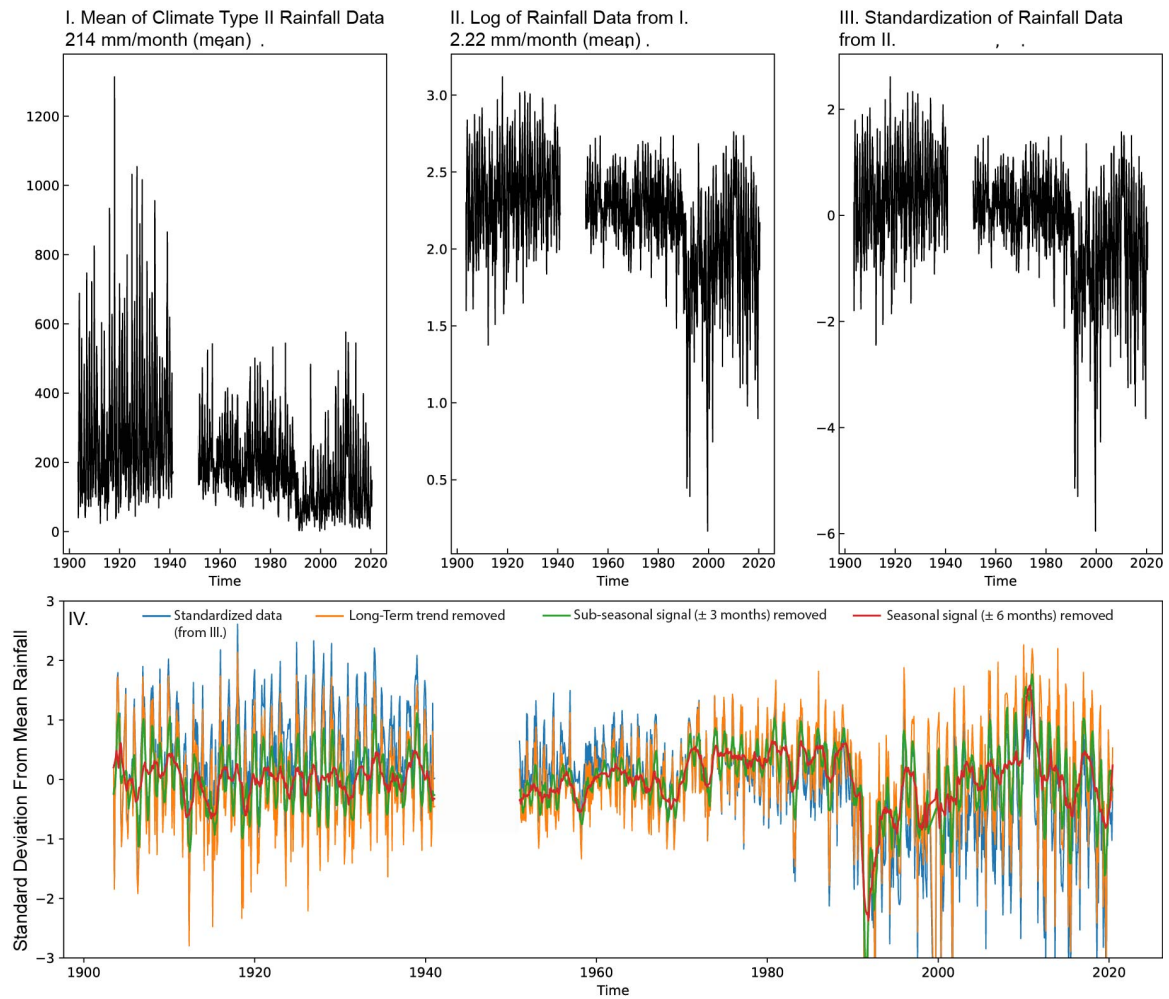 I. Mean of Climate Type II Rainfall Data
214 mm/month (mean) .
II. Log of Rainfall Data from I.
2.22 mm/month (mean) .
III. Standardization of Rainfall Data
from II. , .
1200
1000
800
600
400
200
0
1900 1920 1940 1960 1980 2000 2020
Time
3.0
2.5
2.0
1.5
1.0
0.5
1900 1920 1940 1960 1980 2000 2020
Time
2
0
−2
−4
−6
1900 1920 1940 1960 1980 2000 2020
Time
IV.
Standardized data
(from III.)
Long-Term trend removed
Sub-seasonal signal (± 3 months) removed
Seasonal signal (± 6 months) removed
Standard Deviation From Mean Rainfall
3
2
1
0
−1
−2
−3
1900 1920 1940 1960 1980 2000 2020
Time